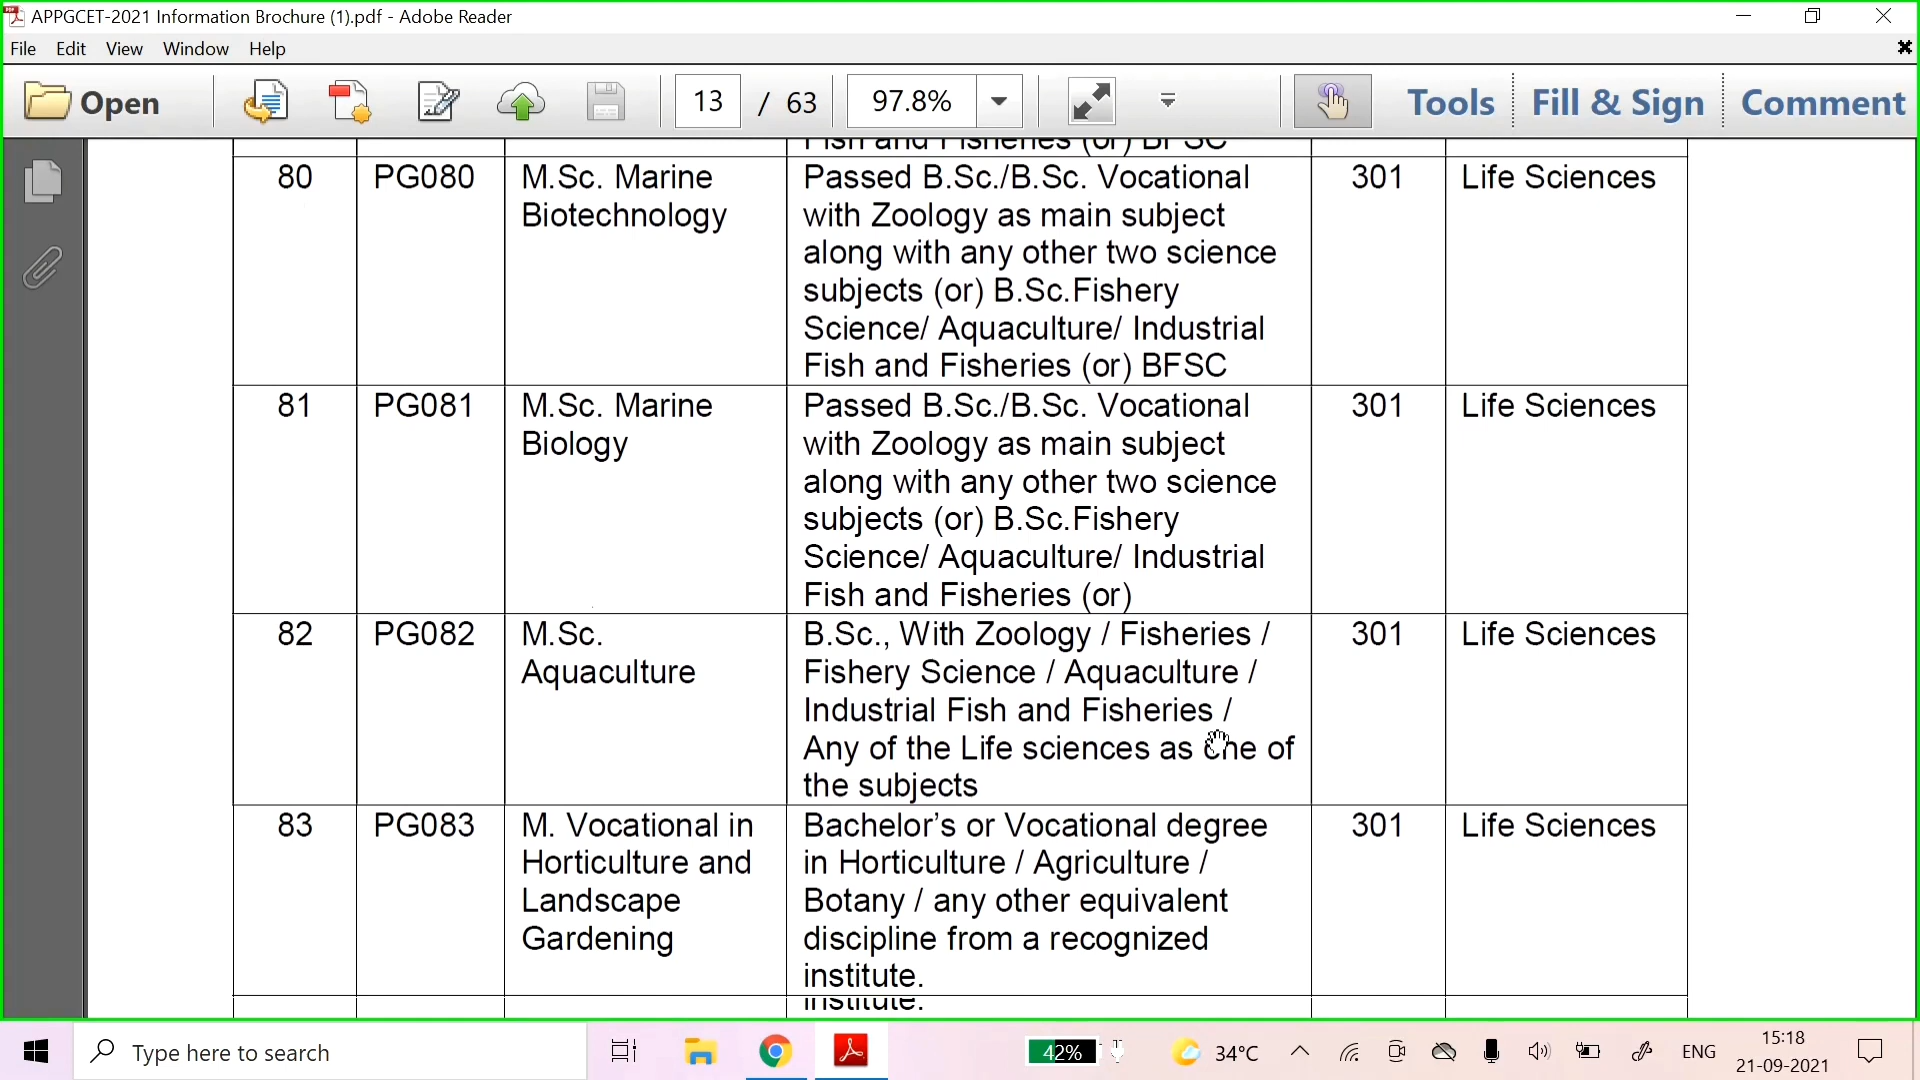 APPGCET-2021 Information Brochure (1).pdf - Adobe Reader
File Edit View Window Help
Open 13 / 63 97.8% Tools Fill & Sign Comment
Fish and Fisheries (or) BFSC
80 PG080 M.Sc. Marine Passed B.Sc./B.Sc. Vocational 301 Life Sciences
Biotechnology with Zoology as main subject
along with any other two science
subjects (or) B.Sc.Fishery
Science/ Aquaculture/ Industrial
Fish and Fisheries (or) BFSC
81 PG081 M.Sc. Marine Passed B.Sc./B.Sc. Vocational 301 Life Sciences
Biology with Zoology as main subject
along with any other two science
subjects (or) B.Sc.Fishery
Science/ Aquaculture/ Industrial
Fish and Fisheries (or)
82 PG082 M.Sc. B.Sc., With Zoology / Fisheries / 301 Life Sciences
Aquaculture Fishery Science / Aquaculture /
Industrial Fish and Fisheries /
Any of the Life sciences as one of
the subjects
83 PG083 M. Vocational in Bachelor’s or Vocational degree 301 Life Sciences
Horticulture and in Horticulture / Agriculture /
Landscape Botany / any other equivalent
Gardening discipline from a recognized
institute.
institute.
Type here to search 42% 34°C ENG 15:18
21-09-2021